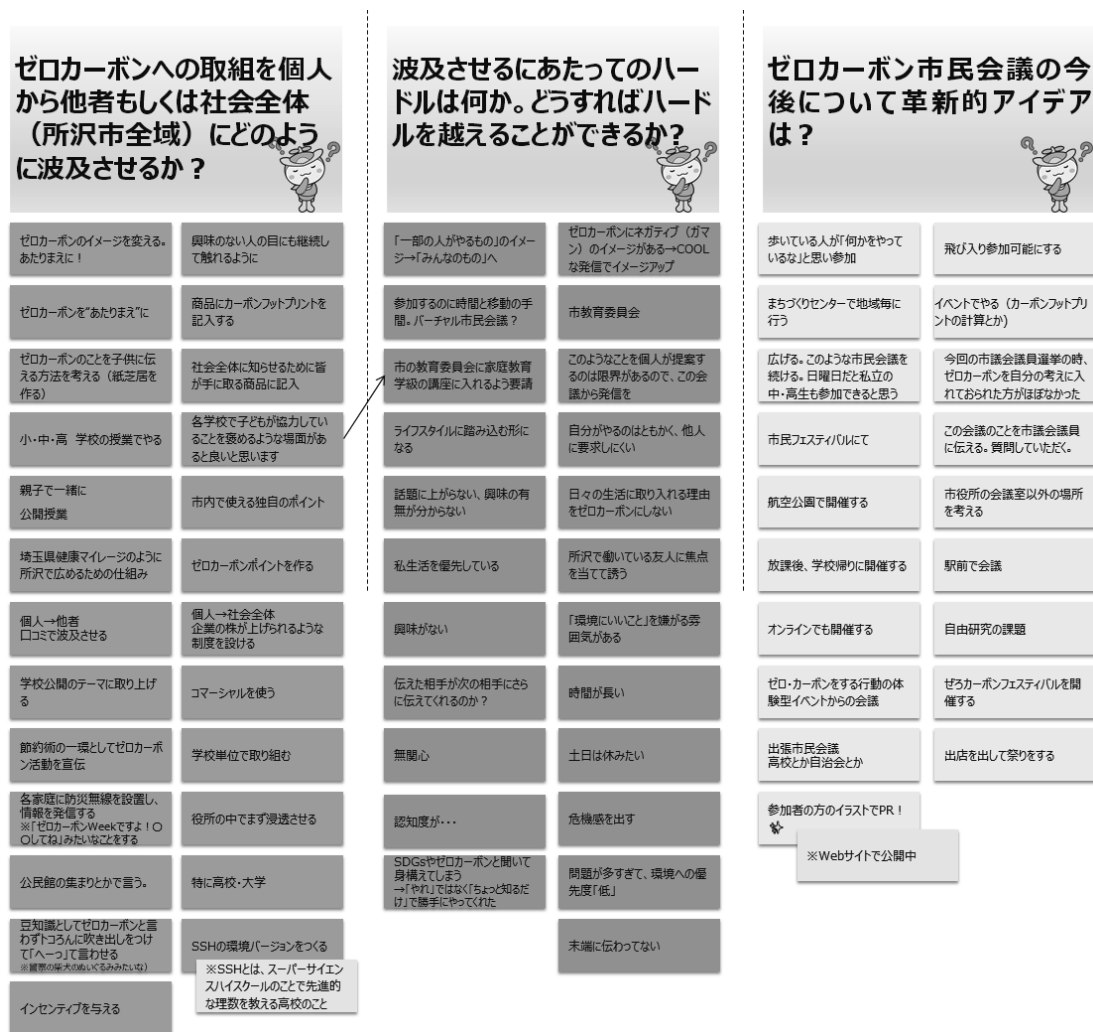 ゼロカーボンへの取組を個人
から他者もしくは社会全体
（所沢市全域）にどのよう
に波及させるか？
ゼロカーボンのイメージを変える。
あたりまえに！
興味のない人の目にも継続し
て触れるように
ゼロカーボンを“あたりまえ”に
商品にカーボンフットプリントを
記入する
ゼロカーボンのことを子供に伝
える方法を考える（紙芝居を
作る）
社会全体に知らせるために皆
が手に取る商品に記入
小・中・高　学校の授業でやる
各学校で子どもが協力してい
ることを褒めるような場面があ
ると良いと思います
親子で一緒に
公開授業
市内で使える独自のポイント
埼玉県健康マイレージのように
所沢で広めるための仕組み
ゼロカーボンポイントを作る
個人→他者
口コミで波及させる
個人→社会全体
企業の株が上げられるような
制度を設ける
学校公開のテーマに取り上げ
る
コマーシャルを使う
節約術の一環としてゼロカーボ
ン活動を宣伝
学校単位で取り組む
各家庭に防災無線を設置し、
情報を発信する
※「ゼロカーボンWeekですよ！〇
〇してね」みたいなことをする
役所の中でまず浸透させる
公民館の集まりとかで言う。
特に高校・大学
豆知識としてゼロカーボンと言
わずトコろんに吹き出しをつけ
て「へーっ」て言わせる
※警察の柴犬のぬいぐるみみたいな）
SSHの環境バージョンをつくる
※SSHとは、スーパーサイエン
スハイスクールのことで先進的
な理数を教える高校のこと
インセンティブを与える
波及させるにあたってのハー
ドルは何か。どうすればハード
ルを越えることができるか？
「一部の人がやるもの」のイメー
ジ→「みんなのもの」へ
ゼロカーボンにネガティブ（ガマ
ン）のイメージがある→COOL
な発信でイメージアップ
参加するのに時間と移動の手
間。バーチャル市民会議？
市教育委員会
市の教育委員会に家庭教育
学級の講座に入れるよう要請
このようなことを個人が提案す
るのは限界があるので、この会
議から発信を
ライフスタイルに踏み込む形に
なる
自分がやるのはともかく、他人
に要求しにくい
話題に上がらない、興味の有
無が分からない
日々の生活に取り入れる理由
をゼロカーボンにしない
私生活を優先している
所沢で働いている友人に焦点
を当てて誘う
興味がない
「環境にいいこと」を嫌がる雰
囲気がある
伝えた相手が次の相手にさら
に伝えてくれるのか？
時間が長い
無関心
土日は休みたい
認知度が・・・
危機感を出す
SDGsやゼロカーボンと聞いて
身構えてしまう
→「やれ」ではなく「ちょっと知るだ
け」で勝手にやってくれた
問題が多すぎて、環境への優
先度「低」
末端に伝わってない
ゼロカーボン市民会議の今
後について革新的アイデア
は？
歩いている人が「何かをやって
いるな」と思い参加
飛び入り参加可能にする
まちづくりセンターで地域毎に
行う
イベントでやる（カーボンフットプリ
ントの計算とか)
広げる。このような市民会議を
続ける。日曜日だと私立の
中・高生も参加できると思う
今回の市議会議員選挙の時、
ゼロカーボンを自分の考えに入
れておられた方がほぼなかった
市民フェスティバルにて
この会議のことを市議会議員
に伝える。質問していただく。
航空公園で開催する
市役所の会議室以外の場所
を考える
放課後、学校帰りに開催する
駅前で会議
オンラインでも開催する
自由研究の課題
ゼロ・カーボンをする行動の体
験型イベントからの会議
ぜろカーボンフェスティバルを開
催する
出張市民会議
高校とか自治会とか
出店を出して祭りをする
参加者の方のイラストでPR！
※Webサイトで公開中